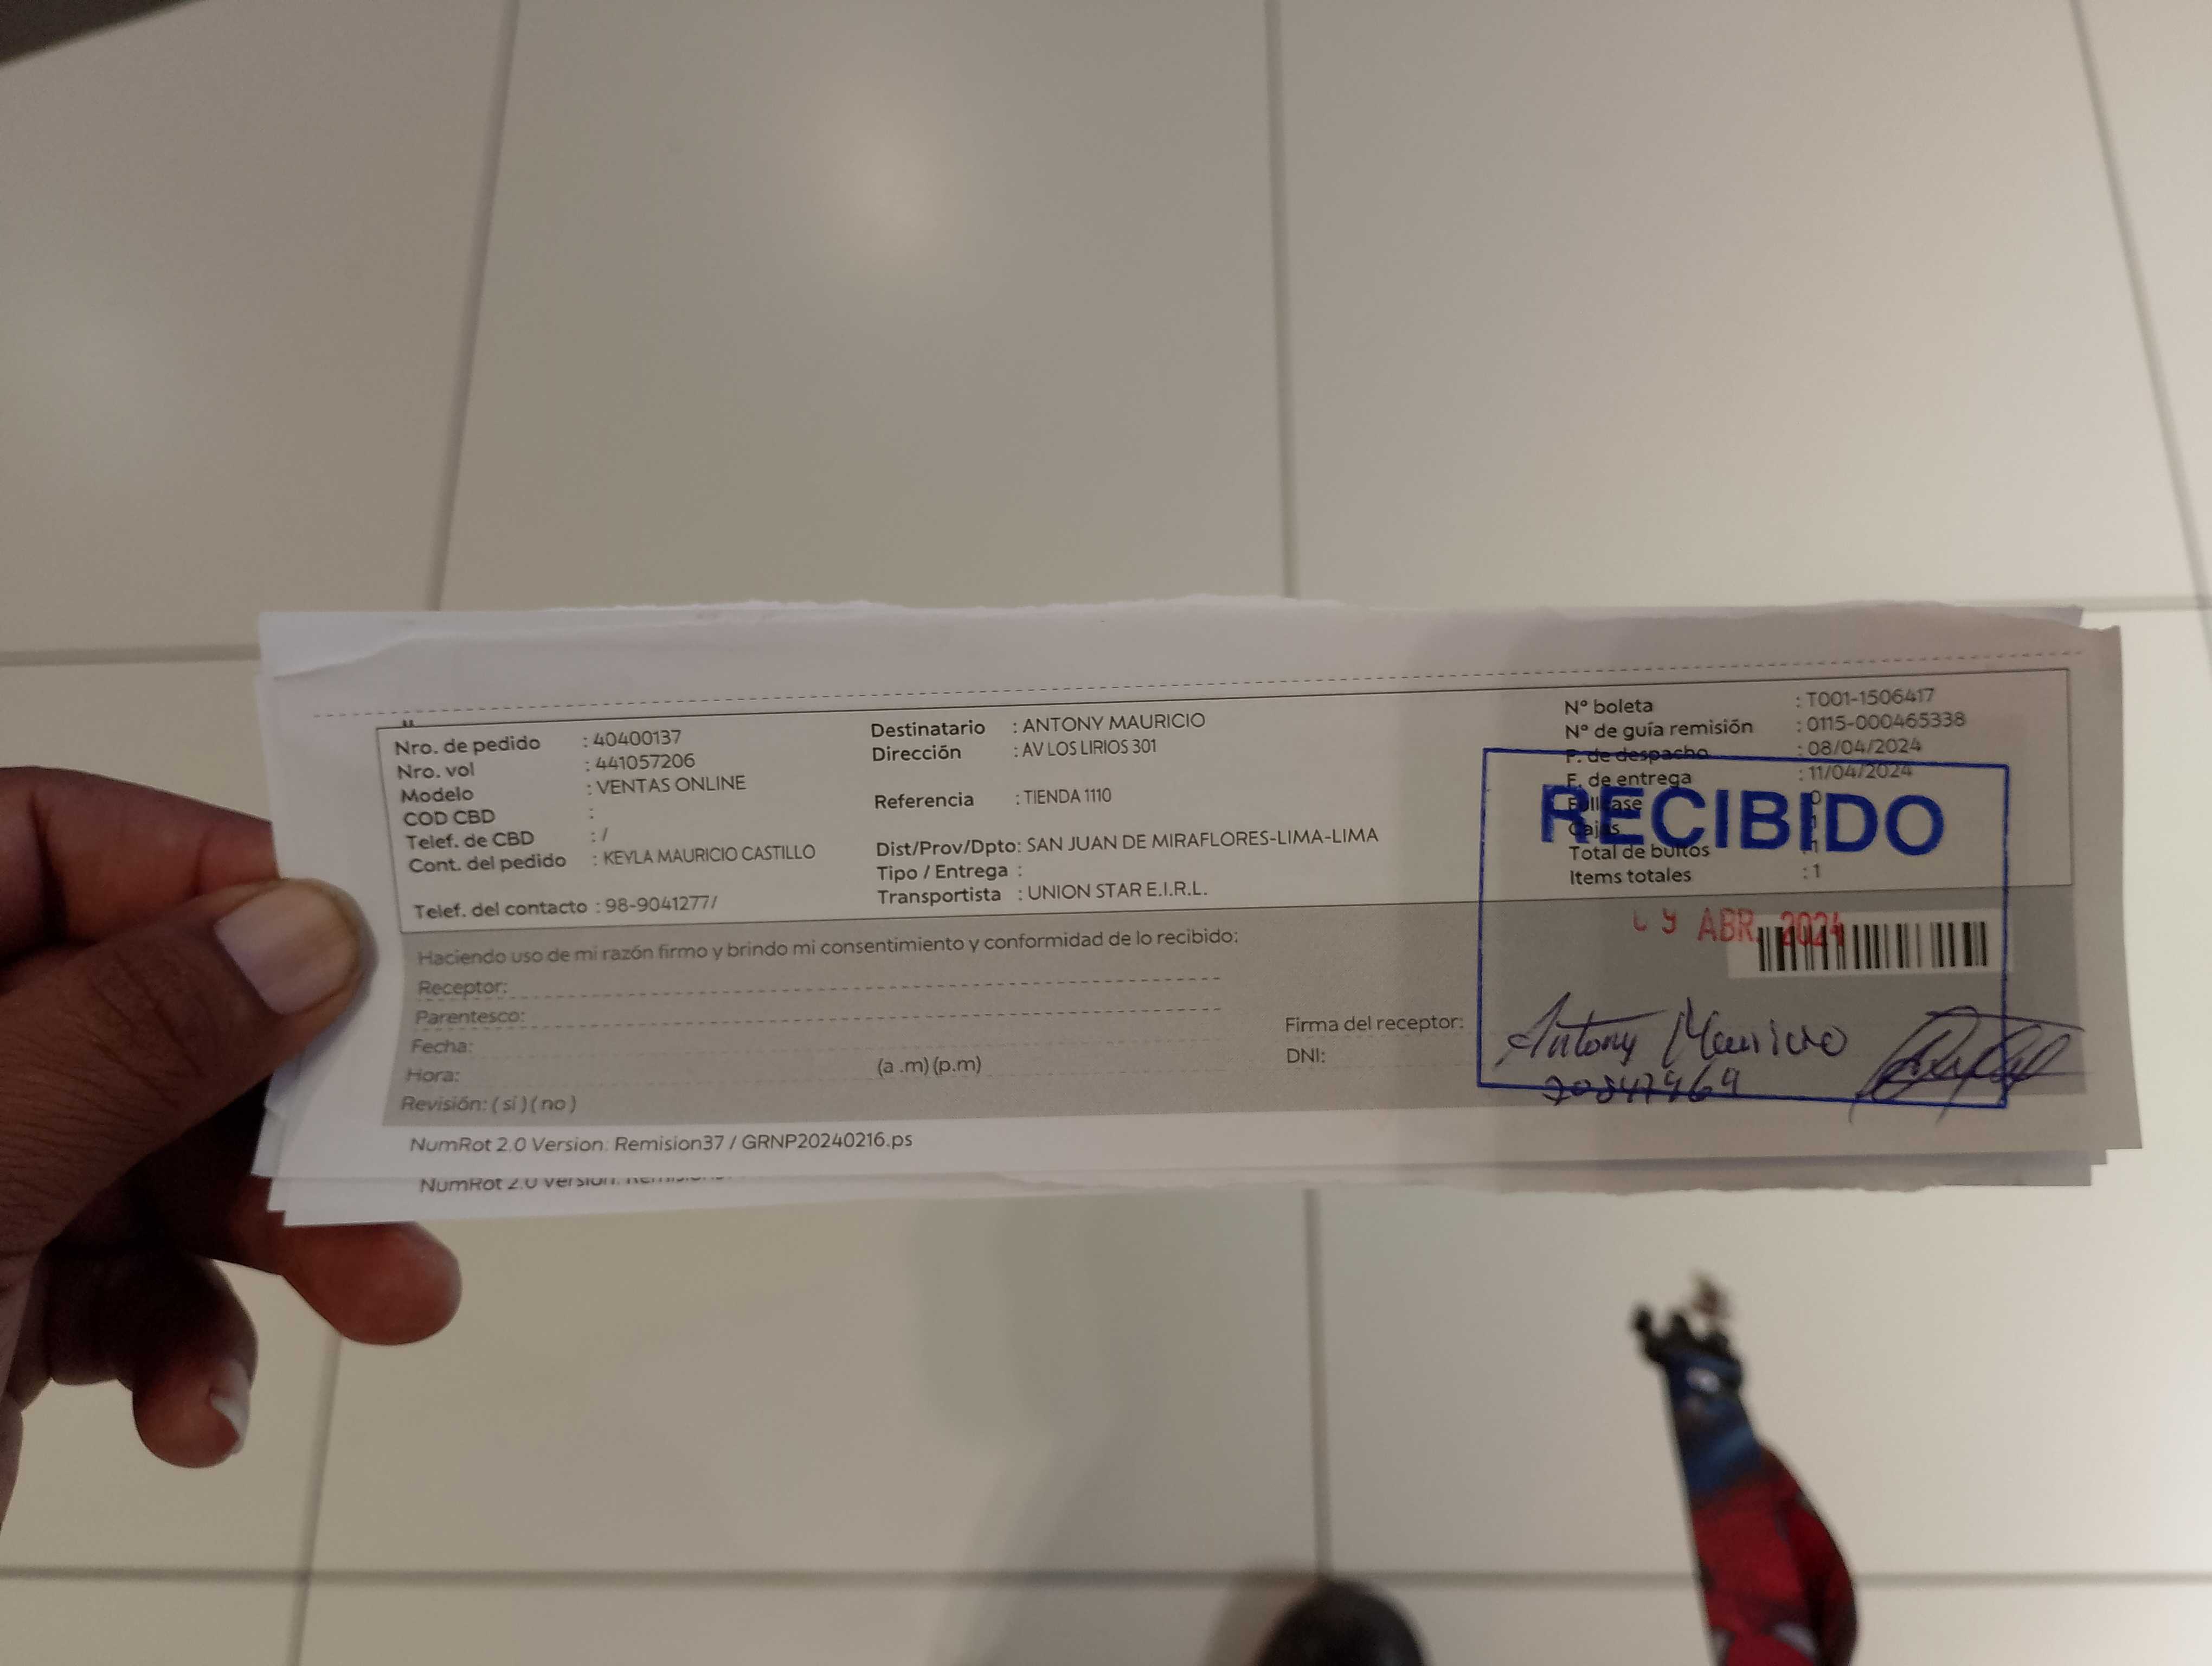 Nro. de pedido : 40400137
Nro. vol : 441057206
Modelo : VENTAS ONLINE
COD CBD :
Telef. de CBD : /
Cont. del pedido : KEYLA MAURICIO CASTILLO
Telef. del contacto : 98-9041277/
Destinatario : ANTONY MAURICIO
Dirección : AV LOS LIRIOS 301
Referencia : TIENDA 1110
Dist/Prov/Dpto: SAN JUAN DE MIRAFLORES-LIMA-LIMA
Tipo / Entrega :
Transportista : UNION STAR E.I.R.L.
N° boleta : T001-1506417
N° de guía remisión : 0115-000465338
F. de despacho : 08/04/2024
F. de entrega : 11/04/2024
Cajas
Total de bultos : 1
Items totales : 1
RECIBIDO
09 ABR. 2024
Haciendo uso de mi razón firmo y brindo mi consentimiento y conformidad de lo recibido:
Receptor:
Parentesco:
Fecha:
Hora: (a .m) (p.m)
Revisión: ( si ) ( no )
Firma del receptor: Antony Mauricio
DNI:
NumRot 2.0 Version: Remision37 / GRNP20240216.ps
NumRot 2.0 Version: